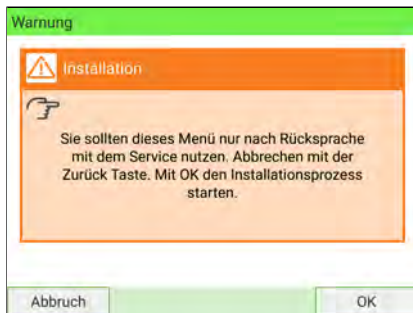 Warnung
Installation
Sie sollten dieses Menü nur nach Rücksprache
mit dem Service nutzen. Abbrechen mit der
Zurück Taste. Mit OK den Installationsprozess
starten.
Abbruch
OK